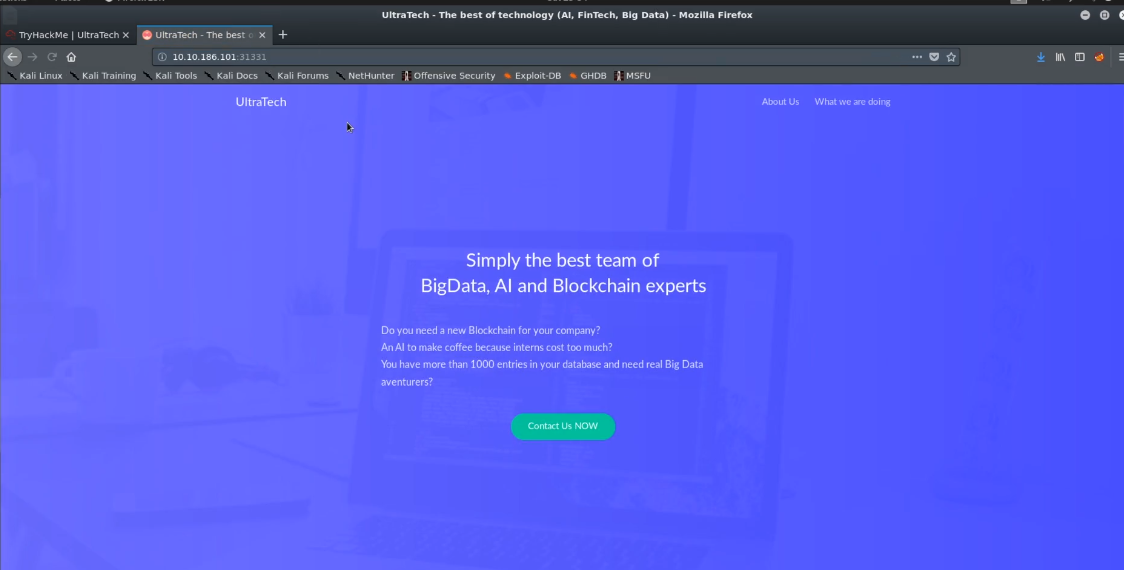 UltraTech - The best of technology (AI, FinTech, Big Data) - Mozilla Firefox
TryHackMe | UltraTech
UltraTech - The best o
10.10.186.101:31331
Kali Linux Kali Training Kali Tools Kali Docs Kali Forums NetHunter Offensive Security Exploit-DB GHDB MSFU
UltraTech About Us What we are doing
Simply the best team of
BigData, AI and Blockchain experts
Do you need a new Blockchain for your company?
An AI to make coffee because interns cost too much?
You have more than 1000 entries in your database and need real Big Data
aventurers?
Contact Us NOW